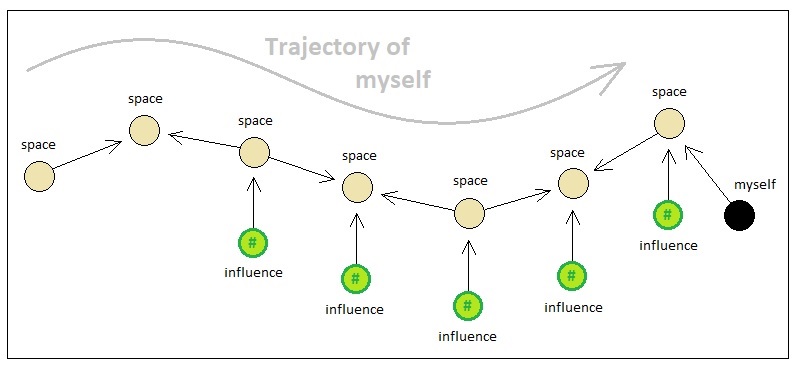 Trajectory of
myself
space
space
space
space
space
space
space
myself
#
influence
#
influence
#
influence
#
influence
#
influence